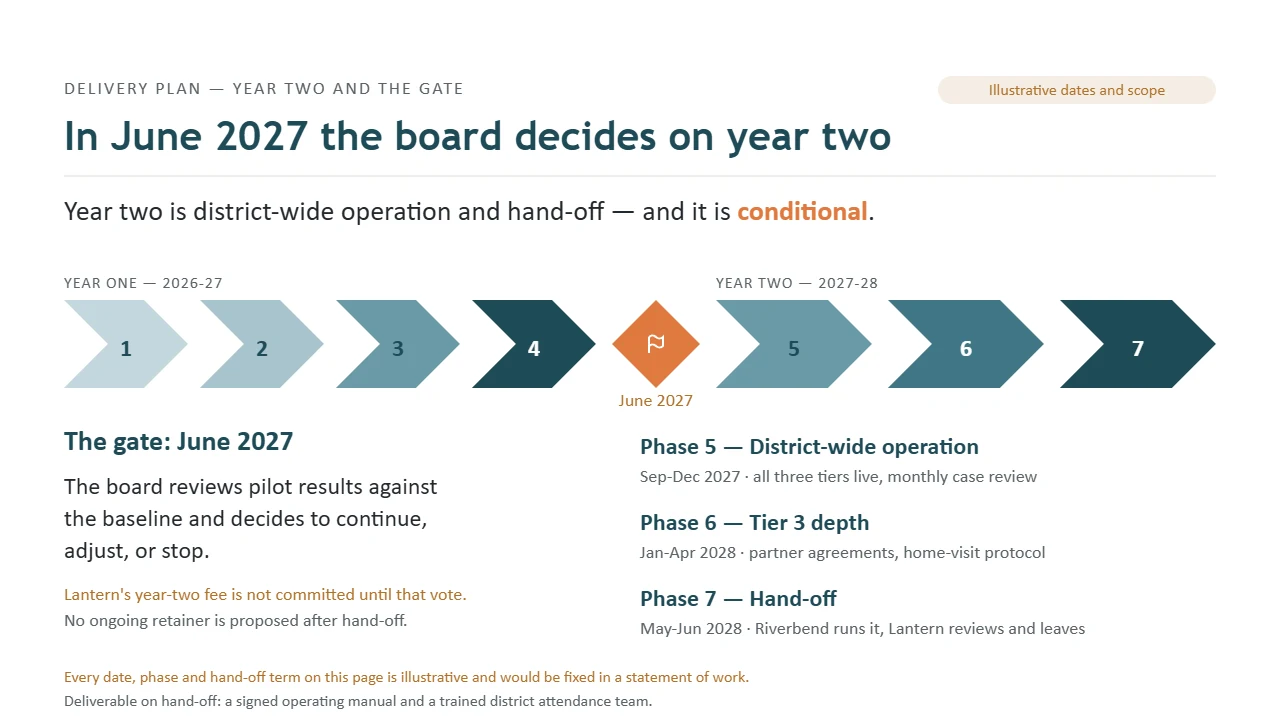 DELIVERY PLAN — YEAR TWO AND THE GATE
Illustrative dates and scope
In June 2027 the board decides on year two
Year two is district-wide operation and hand-off — and it is conditional.
YEAR ONE — 2026-27
YEAR TWO — 2027-28
1
2
3
4
5
6
7
June 2027
The gate: June 2027
The board reviews pilot results against
the baseline and decides to continue,
adjust, or stop.
Lantern's year-two fee is not committed until that vote.
No ongoing retainer is proposed after hand-off.
Phase 5 — District-wide operation
Sep-Dec 2027 · all three tiers live, monthly case review
Phase 6 — Tier 3 depth
Jan-Apr 2028 · partner agreements, home-visit protocol
Phase 7 — Hand-off
May-Jun 2028 · Riverbend runs it, Lantern reviews and leaves
Every date, phase and hand-off term on this page is illustrative and would be fixed in a statement of work.
Deliverable on hand-off: a signed operating manual and a trained district attendance team.